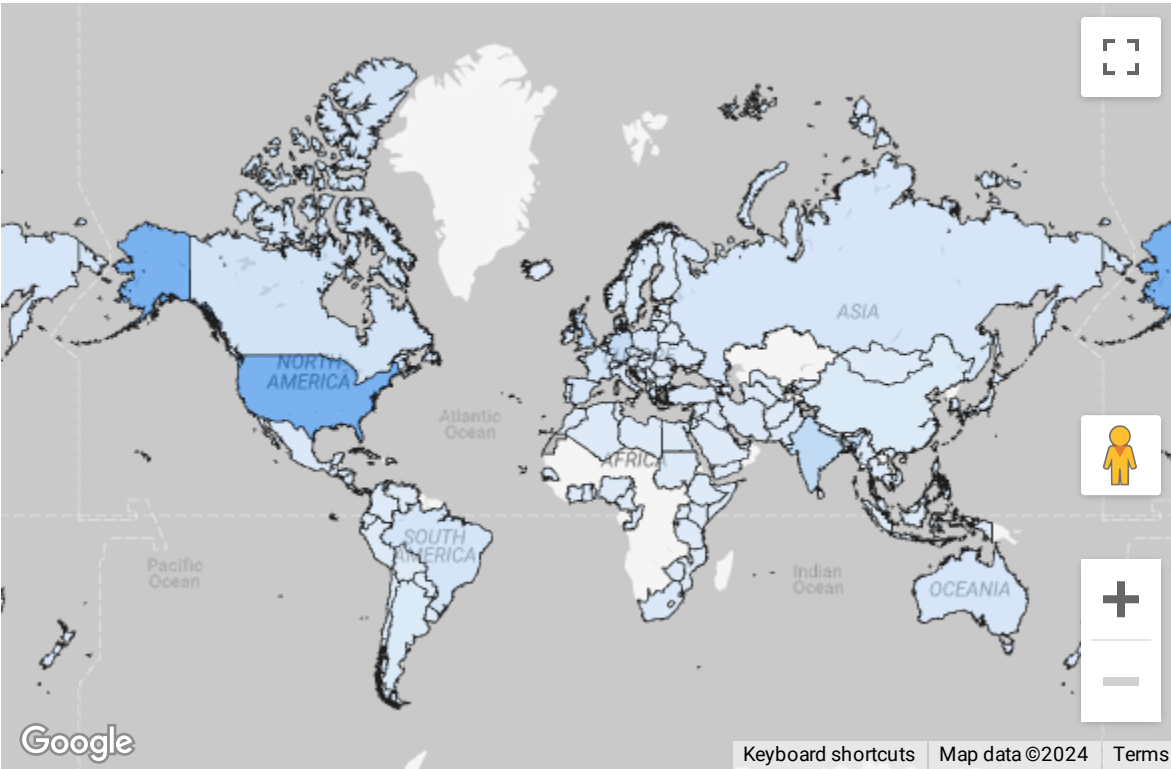 NORTH
AMERICA
EUROPE
ASIA
Atlantic
Ocean
AFRICA
SOUTH
AMERICA
Pacific
Ocean
Indian
Ocean
OCEANIA
Google
Keyboard shortcuts
Map data ©2024
Terms